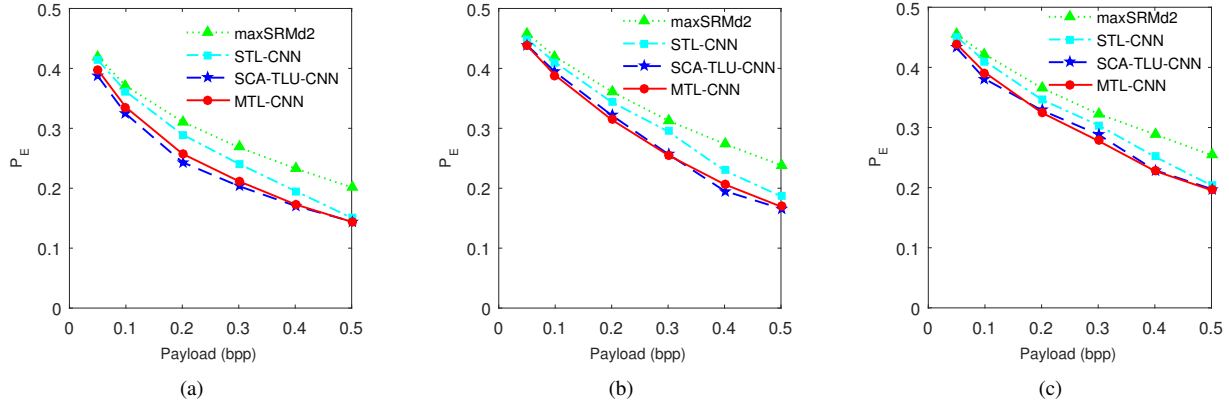 0.5
0.4
0.3
0.2
0.1
0
P_E
0 0.1 0.2 0.3 0.4 0.5
Payload (bpp)
maxSRMd2
STL-CNN
SCA-TLU-CNN
MTL-CNN
(a)
0.5
0.4
0.3
0.2
0.1
0
P_E
0 0.1 0.2 0.3 0.4 0.5
Payload (bpp)
maxSRMd2
STL-CNN
SCA-TLU-CNN
MTL-CNN
(b)
0.5
0.4
0.3
0.2
0.1
0
P_E
0 0.1 0.2 0.3 0.4 0.5
Payload (bpp)
maxSRMd2
STL-CNN
SCA-TLU-CNN
MTL-CNN
(c)